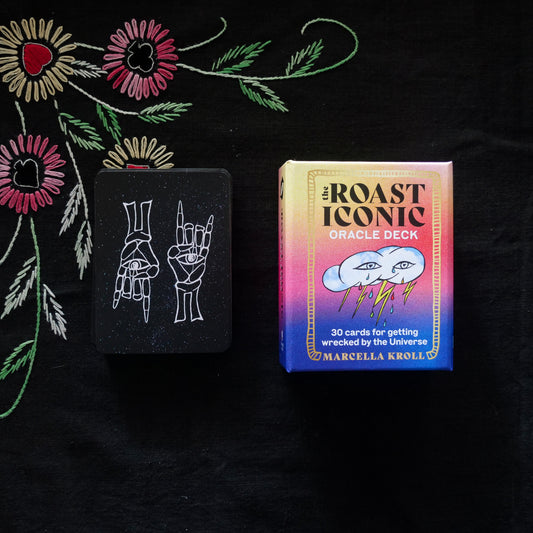 the ROAST
ICONIC
ORACLE DECK
30 cards for getting
wrecked by the Universe
MARCELLA KROLL